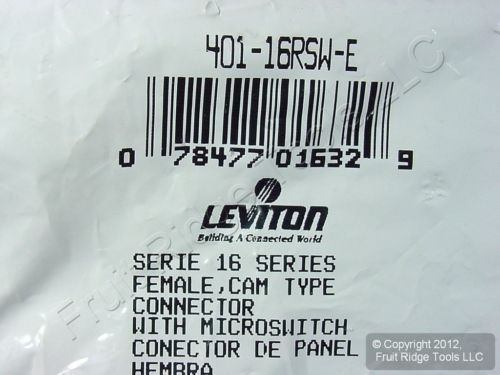 401-16RSW-E
0 78477 01632 9
LEVITON
Building A Connected World
SERIE 16 SERIES
FEMALE,CAM TYPE
CONNECTOR
WITH MICROSWITCH
CONECTOR DE PANEL
HEMBRA
© Copyright 2012,
Fruit Ridge Tools LLC